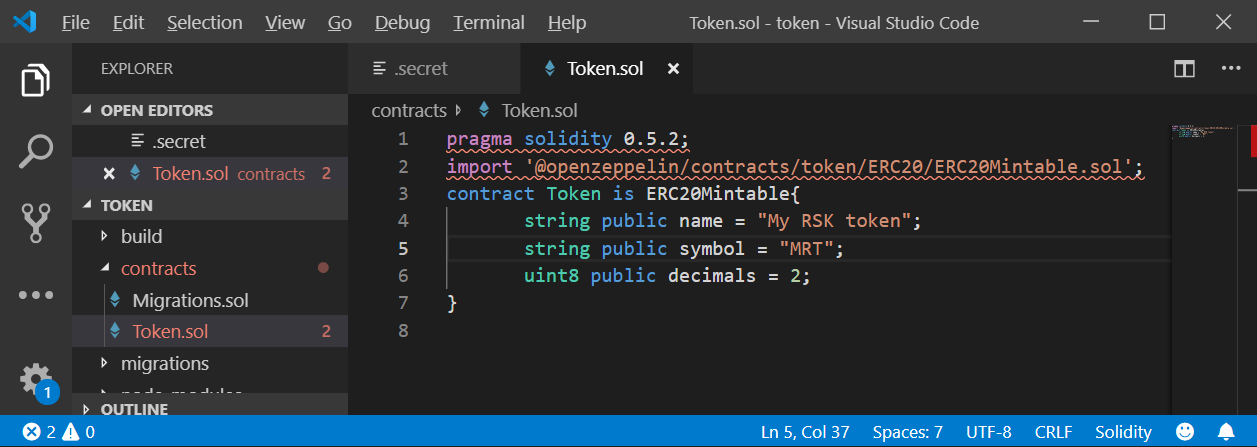 File Edit Selection View Go Debug Terminal Help Token.sol - token - Visual Studio Code
EXPLORER
.secret Token.sol
OPEN EDITORS
.secret
Token.sol contracts 2
TOKEN
build
contracts
Migrations.sol
Token.sol 2
migrations
OUTLINE
contracts Token.sol
1 pragma solidity 0.5.2;
2 import '@openzeppelin/contracts/token/ERC20/ERC20Mintable.sol';
3 contract Token is ERC20Mintable{
4 string public name = "My RSK token";
5 string public symbol = "MRT";
6 uint8 public decimals = 2;
7 }
8
1
2 0 Ln 5, Col 37 Spaces: 7 UTF-8 CRLF Solidity